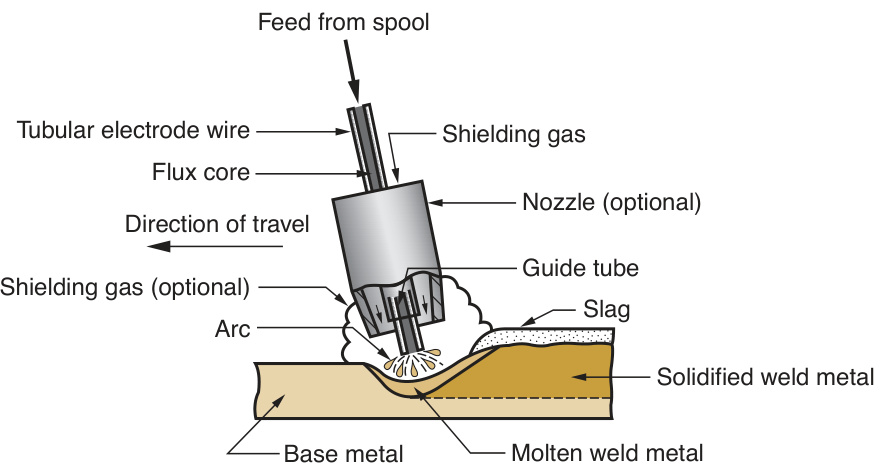 Feed from spool
Tubular electrode wire
Shielding gas
Flux core
Nozzle (optional)
Direction of travel
Guide tube
Shielding gas (optional)
Slag
Arc
Solidified weld metal
Base metal
Molten weld metal